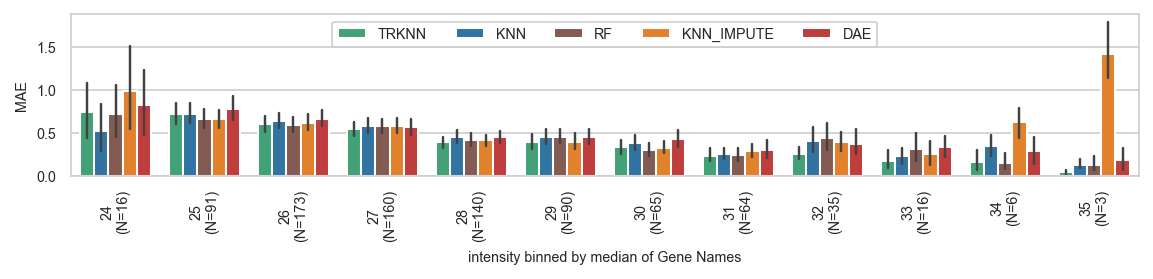 TRKNN KNN RF KNN_IMPUTE DAE
MAE
1.5
1.0
0.5
0.0
24
(N=16)
25
(N=91)
26
(N=173)
27
(N=160)
28
(N=140)
29
(N=90)
30
(N=65)
31
(N=64)
32
(N=35)
33
(N=16)
34
(N=6)
35
(N=3)
intensity binned by median of Gene Names